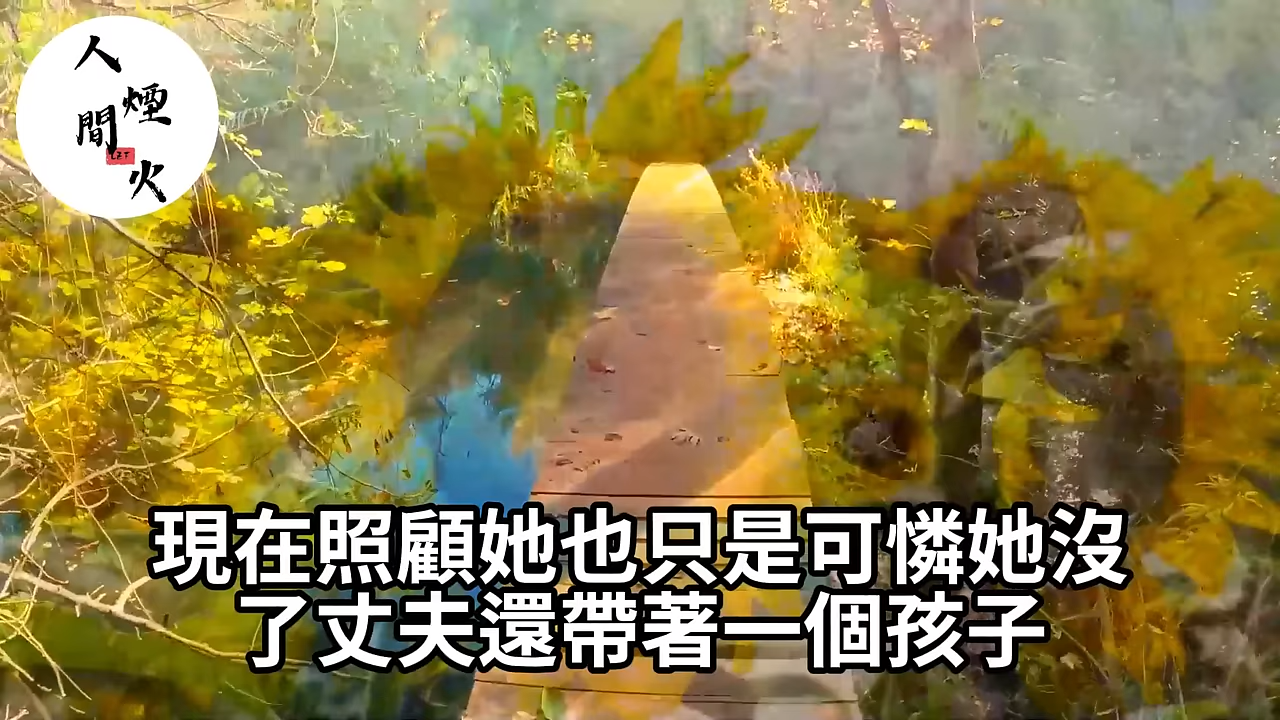 人間煙火
LZT
現在照顧她也只是可憐她沒
了丈夫還帶著一個孩子